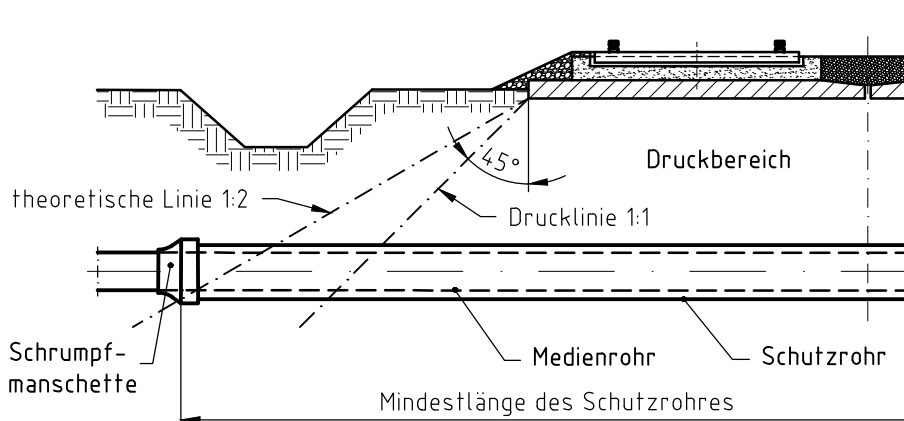 45°
Druckbereich
theoretische Linie 1:2
Drucklinie 1:1
Schrumpf-
manschette
Medienrohr
Schutzrohr
Mindestlänge des Schutzrohres